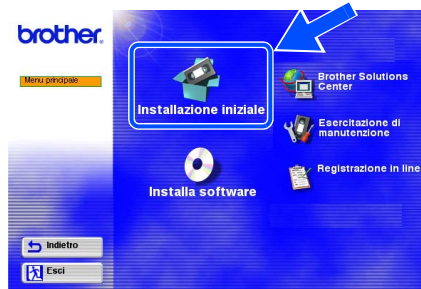 brother.
Menu principale
Installazione iniziale
Installa software
Brother Solutions
Center
Esercitazione di
manutenzione
Registrazione in line
Indietro
Esci